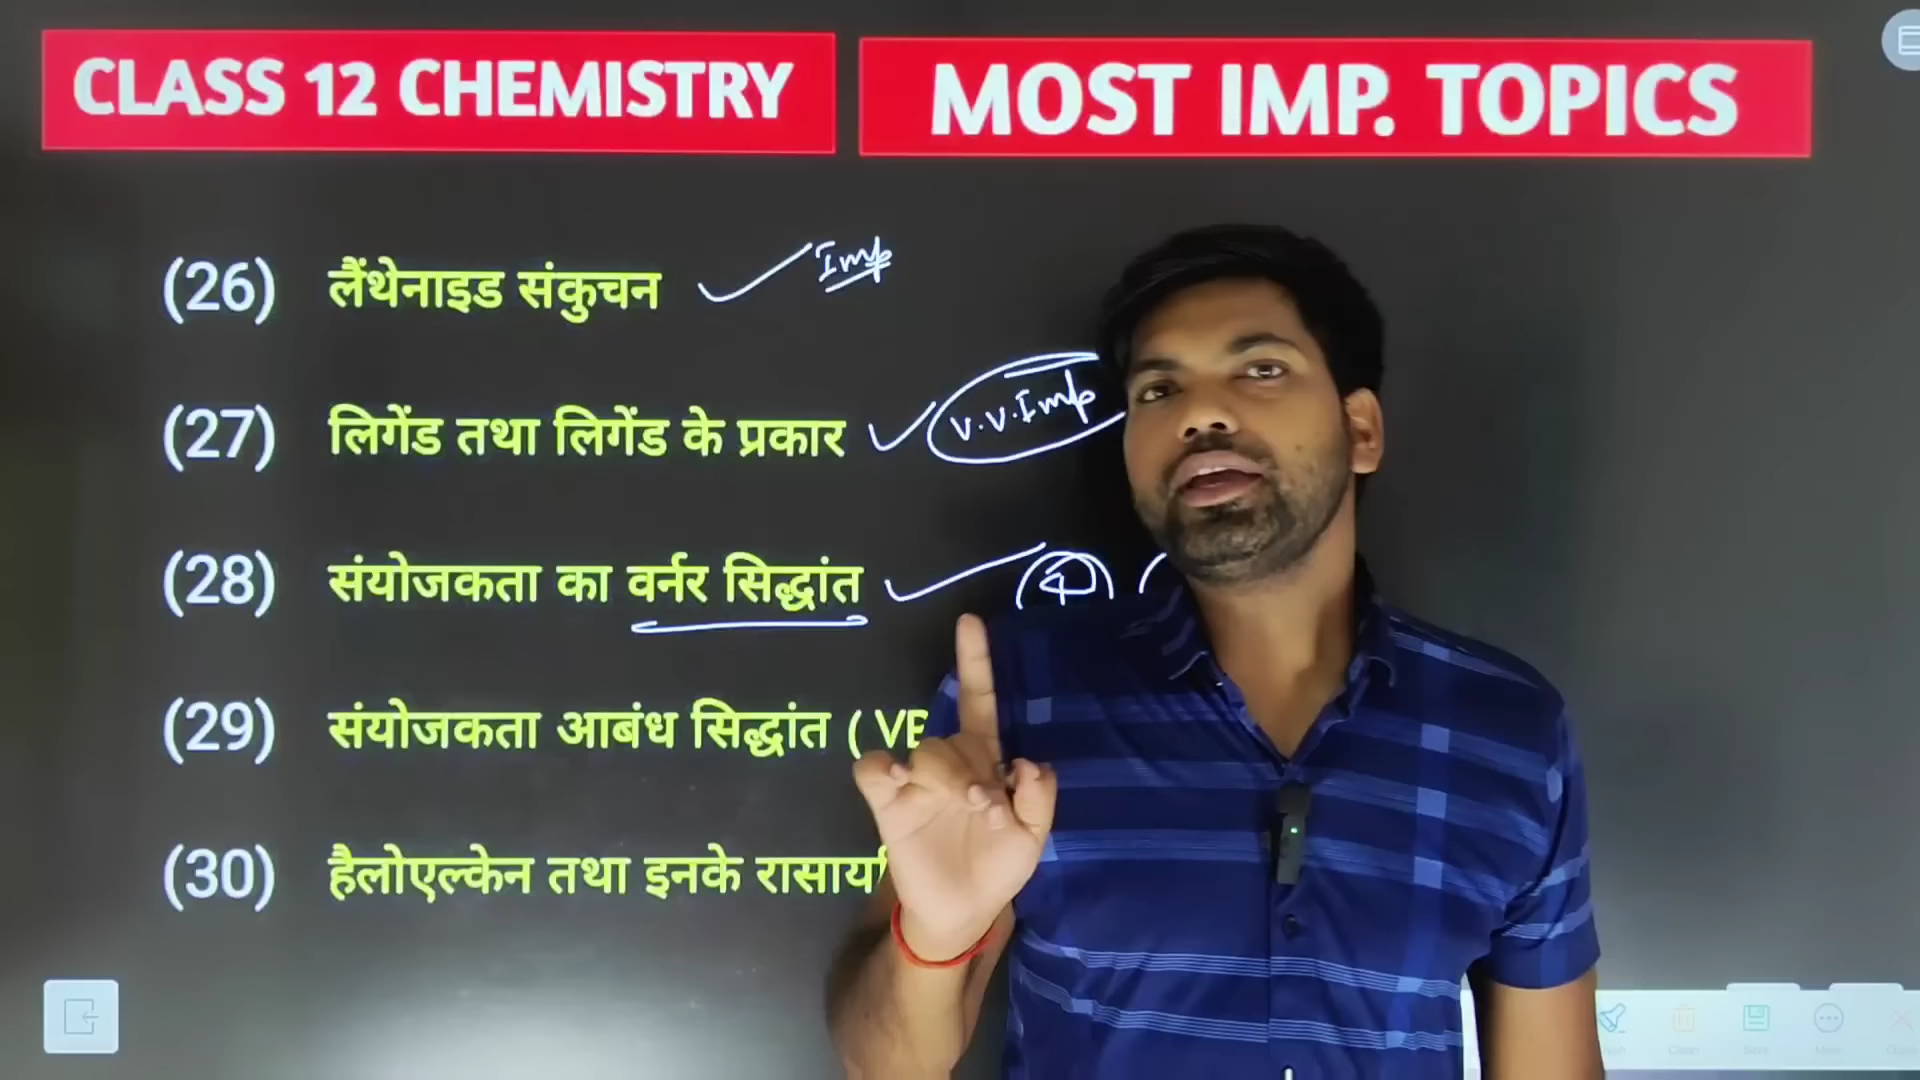 CLASS 12 CHEMISTRY
MOST IMP. TOPICS
(26) लैंथेनाइड संकुचन Imp
(27) लिगेंड तथा लिगेंड के प्रकार V.V.Imp
(28) संयोजकता का वर्नर सिद्धांत 4
(29) संयोजकता आबंध सिद्धांत (
(30) हैलोएल्केन तथा इनके